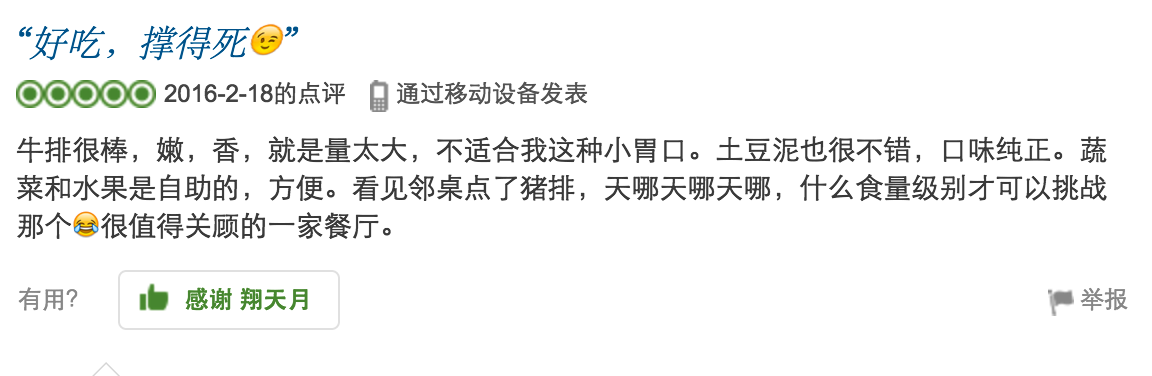 “好吃，撑得死😉”
2016-2-18的点评 通过移动设备发表
牛排很棒，嫩，香，就是量太大，不适合我这种小胃口。土豆泥也很不错，口味纯正。蔬
菜和水果是自助的，方便。看见邻桌点了猪排，天哪天哪天哪，什么食量级别才可以挑战
那个😂很值得关顾的一家餐厅。
有用? 感谢 翔天月 举报